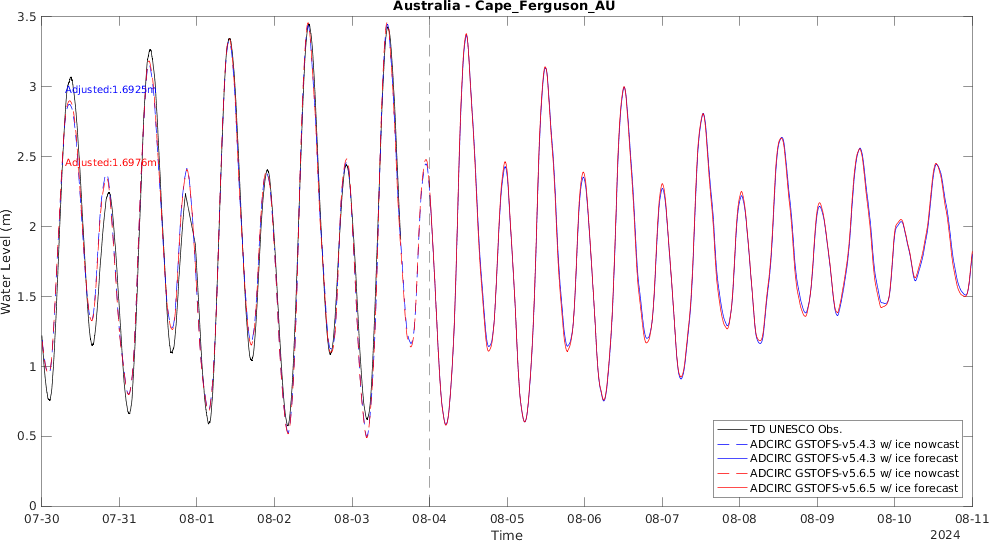 Australia - Cape_Ferguson_AU
3.5
3
2.5
2
1.5
1
0.5
0
Water Level (m)
Adjusted:1.6925m
Adjusted:1.6976m
TD UNESCO Obs.
ADCIRC GSTOFS-v5.4.3 w/ ice nowcast
ADCIRC GSTOFS-v5.4.3 w/ ice forecast
ADCIRC GSTOFS-v5.6.5 w/ ice nowcast
ADCIRC GSTOFS-v5.6.5 w/ ice forecast
07-30 07-31 08-01 08-02 08-03 08-04 08-05 08-06 08-07 08-08 08-09 08-10 08-11
Time
2024